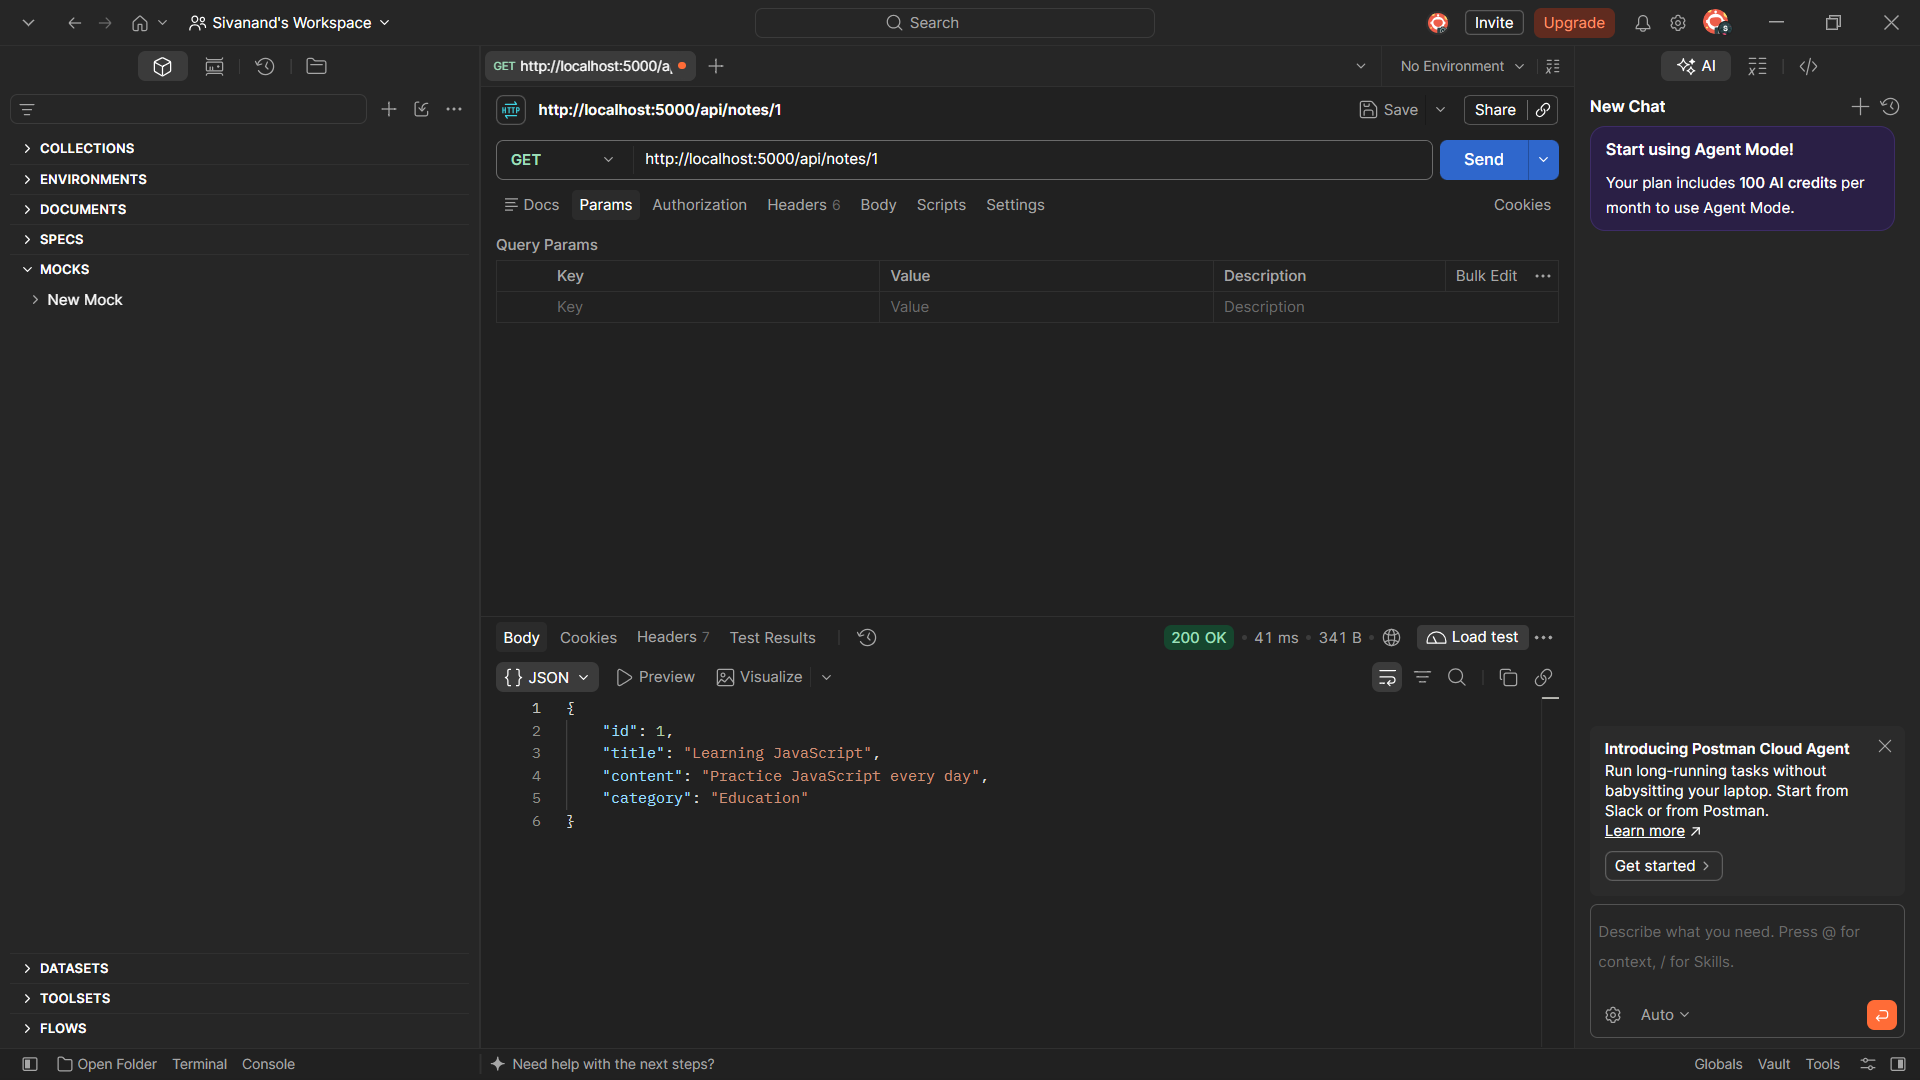 Sivanand's Workspace
Search
Invite
Upgrade
GET http://localhost:5000/a
No Environment
AI
http://localhost:5000/api/notes/1
Save
Share
New Chat
COLLECTIONS
ENVIRONMENTS
DOCUMENTS
SPECS
MOCKS
New Mock
GET
http://localhost:5000/api/notes/1
Send
Docs
Params
Authorization
Headers 6
Body
Scripts
Settings
Cookies
Query Params
Key
Value
Description
Bulk Edit
Key
Value
Description
Start using Agent Mode!
Your plan includes 100 AI credits per
month to use Agent Mode.
Body
Cookies
Headers 7
Test Results
200 OK
41 ms
341 B
Load test
{} JSON
Preview
Visualize
1 {
2 "id": 1,
3 "title": "Learning JavaScript",
4 "content": "Practice JavaScript every day",
5 "category": "Education"
6 }
Introducing Postman Cloud Agent
Run long-running tasks without
babysitting your laptop. Start from
Slack or from Postman.
Learn more
Get started
Describe what you need. Press @ for
context, / for Skills.
Auto
DATASETS
TOOLSETS
FLOWS
Open Folder
Terminal
Console
Need help with the next steps?
Globals
Vault
Tools